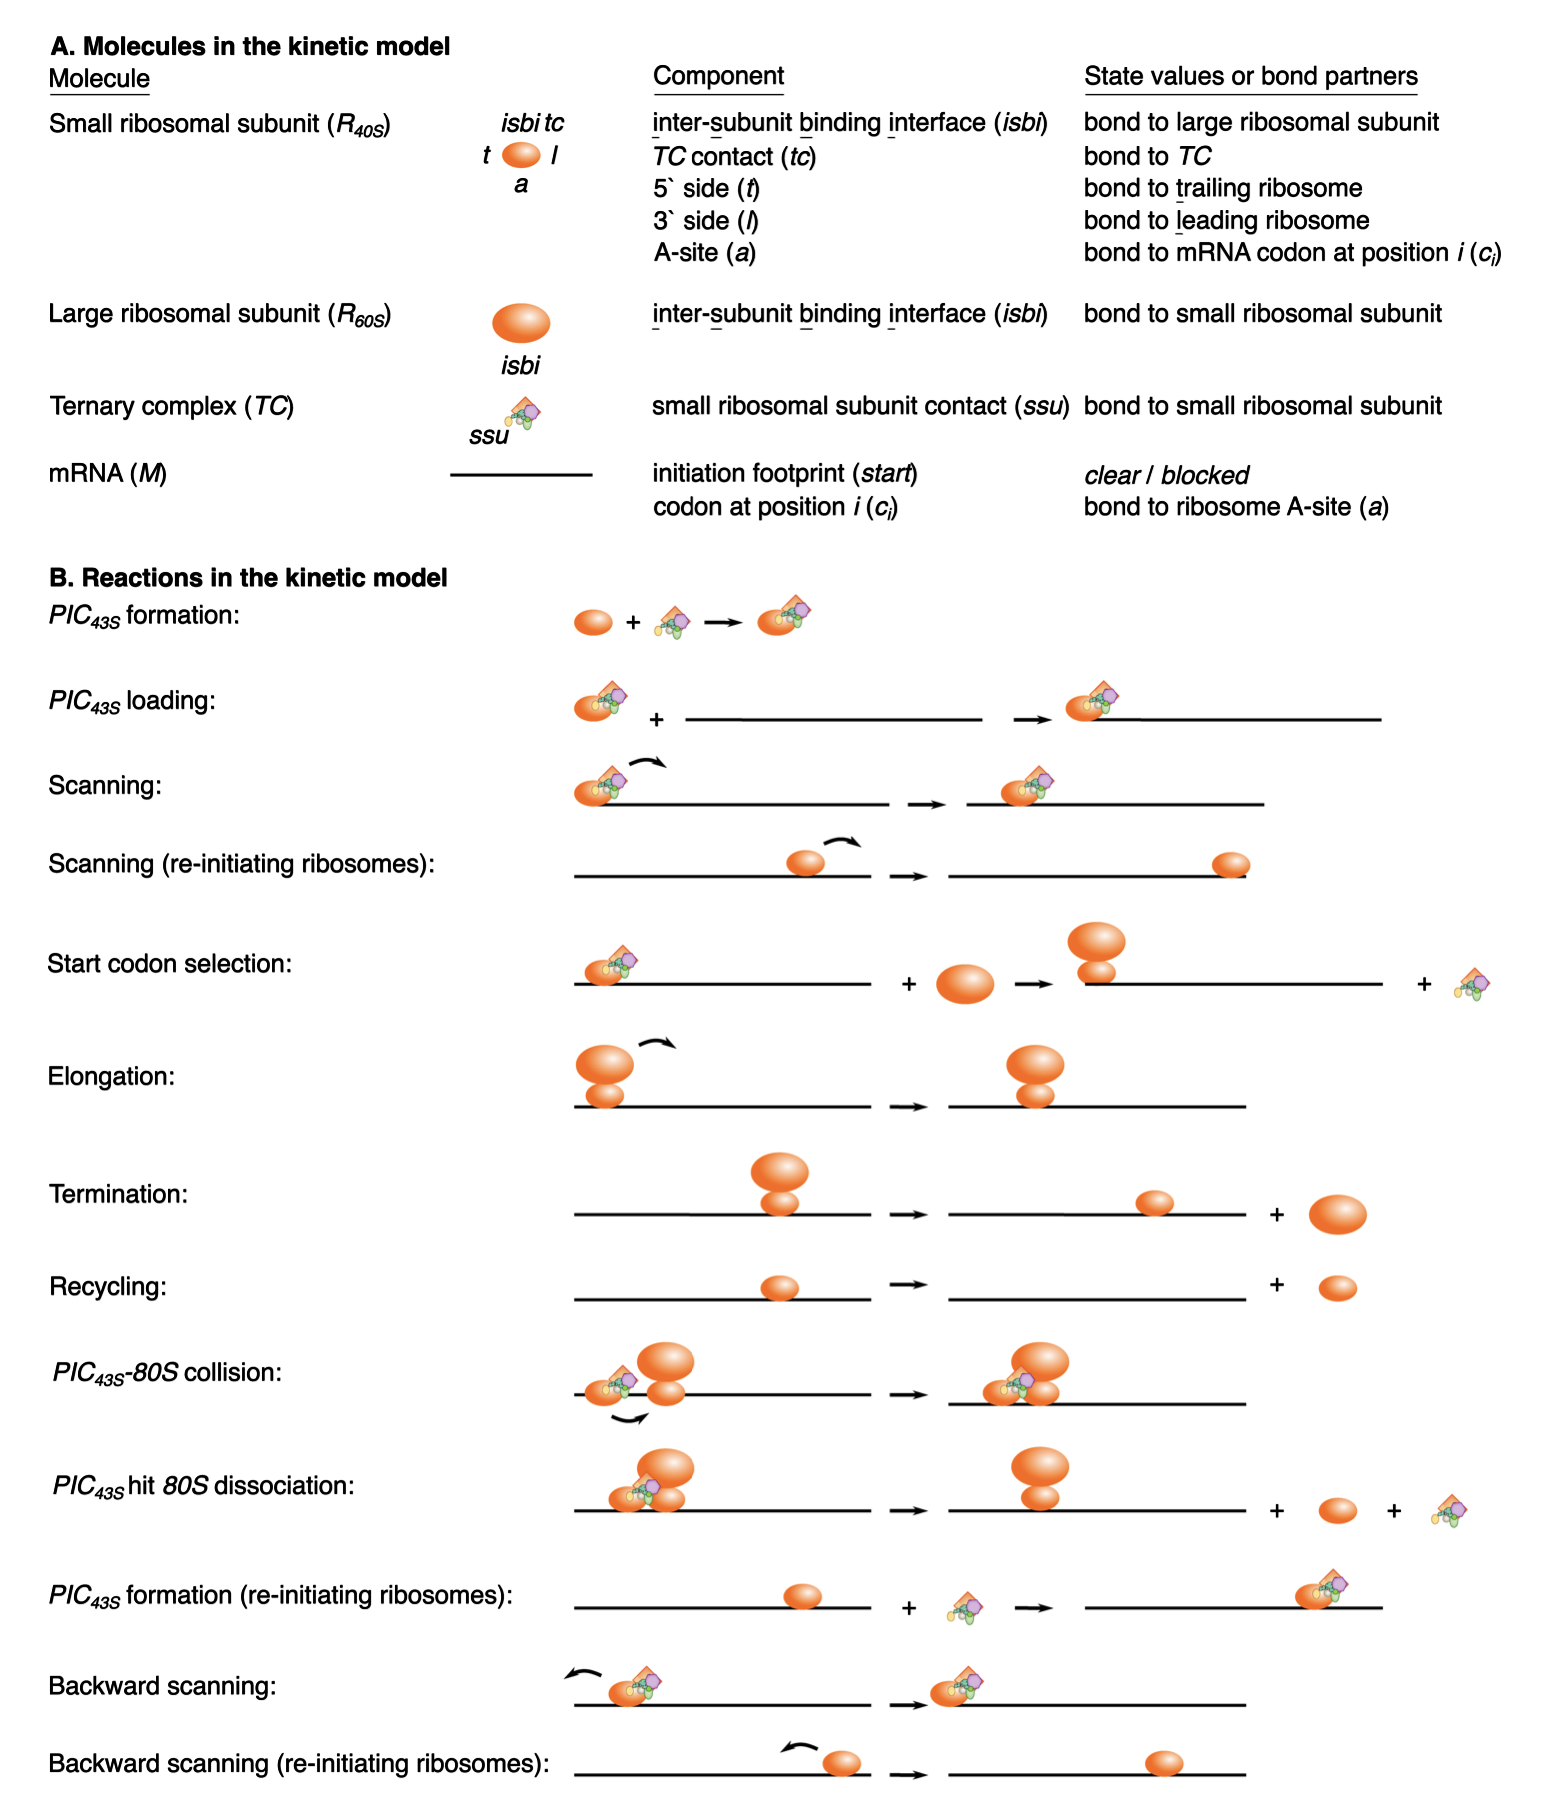 A. Molecules in the kinetic model
Molecule Component State values or bond partners
Small ribosomal subunit (R40S) isbi tc inter-subunit binding interface (isbi) bond to large ribosomal subunit
t l TC contact (tc) bond to TC
a 5` side (t) bond to trailing ribosome
3` side (l) bond to leading ribosome
A-site (a) bond to mRNA codon at position i (ci)
Large ribosomal subunit (R60S) inter-subunit binding interface (isbi) bond to small ribosomal subunit
isbi
Ternary complex (TC) small ribosomal subunit contact (ssu) bond to small ribosomal subunit
ssu
mRNA (M) initiation footprint (start) clear / blocked
codon at position i (ci) bond to ribosome A-site (a)
B. Reactions in the kinetic model
PIC43S formation: +
PIC43S loading: +
Scanning:
Scanning (re-initiating ribosomes):
Start codon selection: + +
Elongation:
Termination: +
Recycling: +
PIC43S-80S collision:
PIC43S hit 80S dissociation: + +
PIC43S formation (re-initiating ribosomes): +
Backward scanning:
Backward scanning (re-initiating ribosomes):